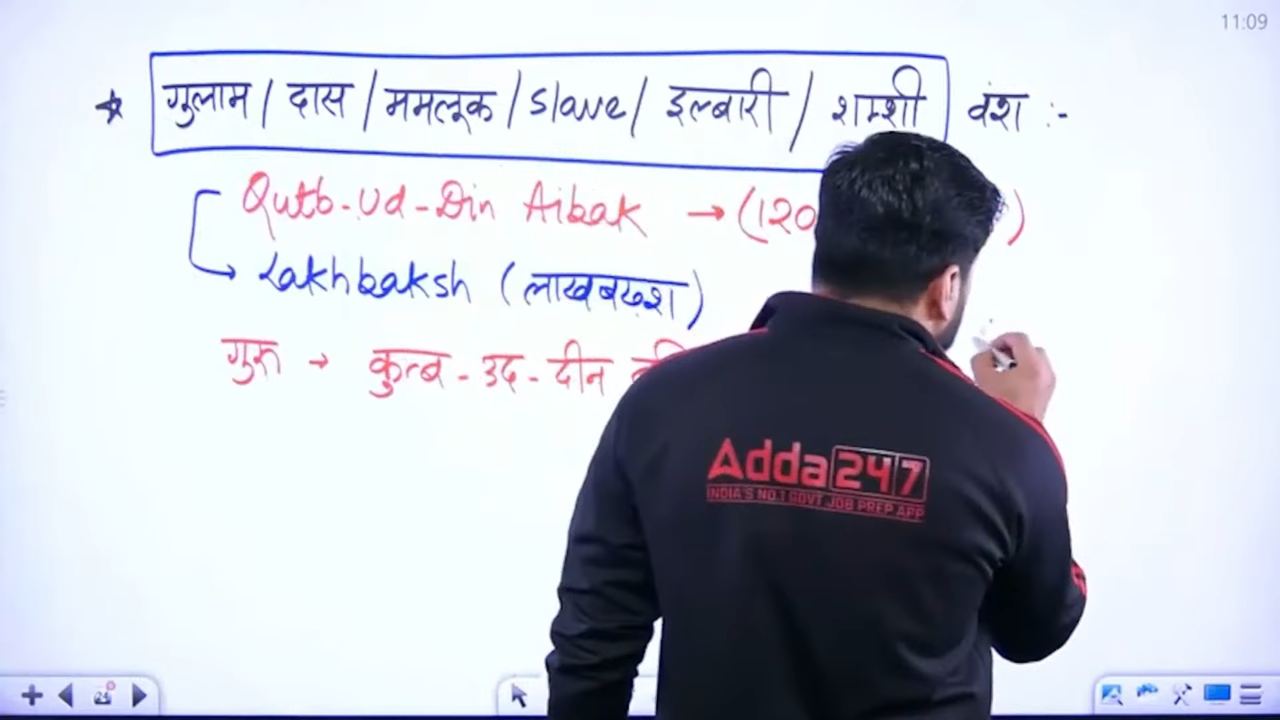 11:09
* गुलाम / दास / ममलूक / Slave / इल्बारी / शम्शी वंश :-
Qutb-Ud-Din Aibak → (120 )
→ Lakhbaksh (लाखबख़्श)
गुरु → कुत्ब - उद - दीन
Adda247
INDIA'S NO.1 GOVT JOB PREP APP